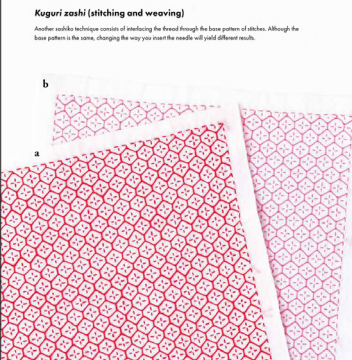 Kuguri zashi (stitching and weaving)
Another sashiko technique consists of interlacing the thread through the base pattern of stitches. Although the
base pattern is the same, changing the way you insert the needle will yield different results.
b
a